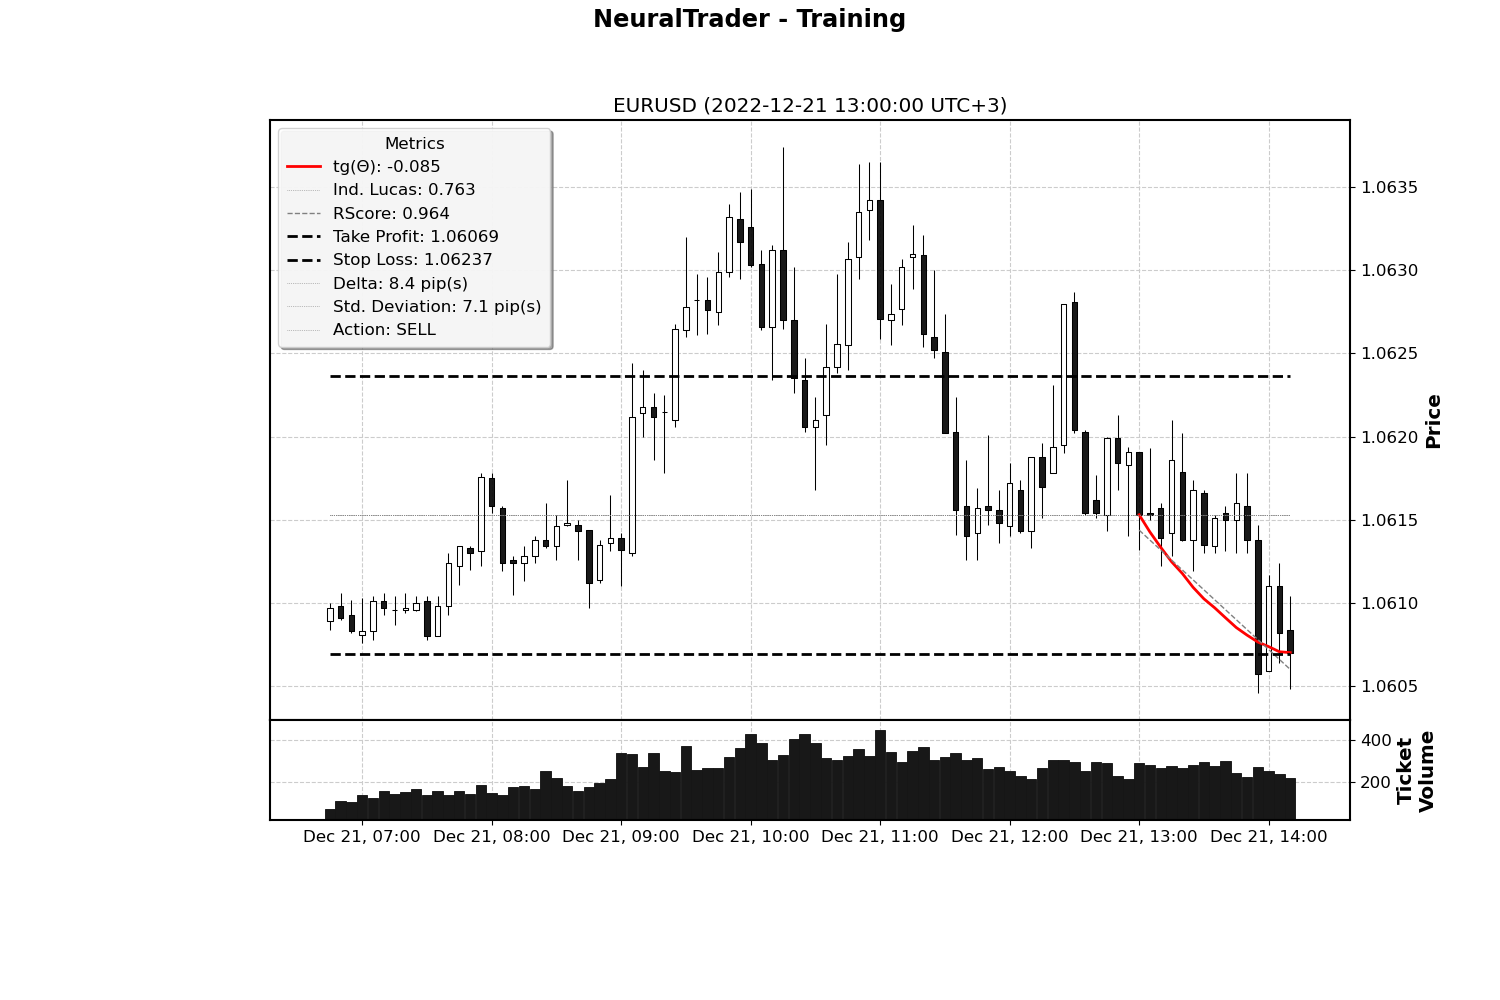 NeuralTrader - Training
EURUSD (2022-12-21 13:00:00 UTC+3)
Metrics
tg(Θ): -0.085
Ind. Lucas: 0.763
RScore: 0.964
Take Profit: 1.06069
Stop Loss: 1.06237
Delta: 8.4 pip(s)
Std. Deviation: 7.1 pip(s)
Action: SELL
1.0635
1.0630
1.0625
1.0620
1.0615
1.0610
1.0605
Price
400
200
Ticket
Volume
Dec 21, 07:00 Dec 21, 08:00 Dec 21, 09:00 Dec 21, 10:00 Dec 21, 11:00 Dec 21, 12:00 Dec 21, 13:00 Dec 21, 14:00